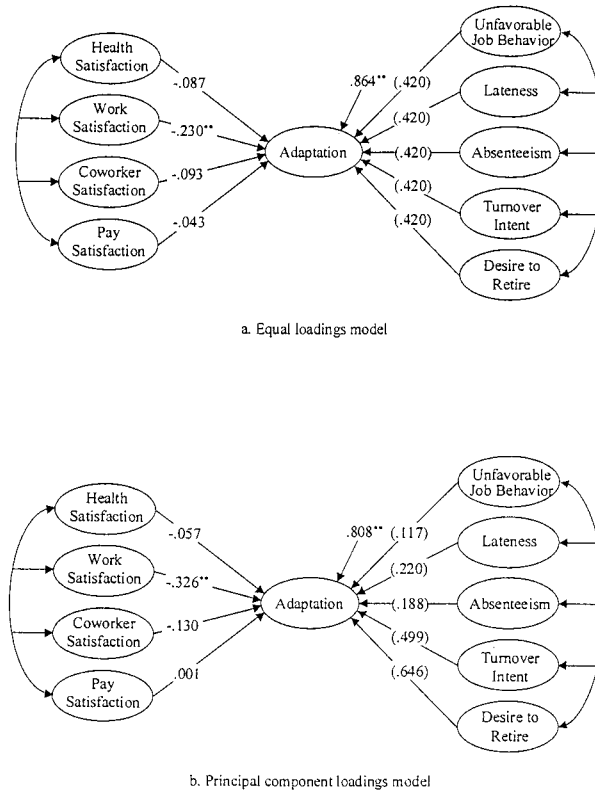 Health
Satisfaction
Work
Satisfaction
Coworker
Satisfaction
Pay
Satisfaction
-.087
-.230**
-.093
-.043
Adaptation
.864**
(.420)
(.420)
(.420)
(.420)
(.420)
Unfavorable
Job Behavior
Lateness
Absenteeism
Turnover
Intent
Desire to
Retire
a. Equal loadings model
Health
Satisfaction
Work
Satisfaction
Coworker
Satisfaction
Pay
Satisfaction
-.057
-.326**
-.130
.001
Adaptation
.808**
(.117)
(.220)
(.188)
(.499)
(.646)
Unfavorable
Job Behavior
Lateness
Absenteeism
Turnover
Intent
Desire to
Retire
b. Principal component loadings model